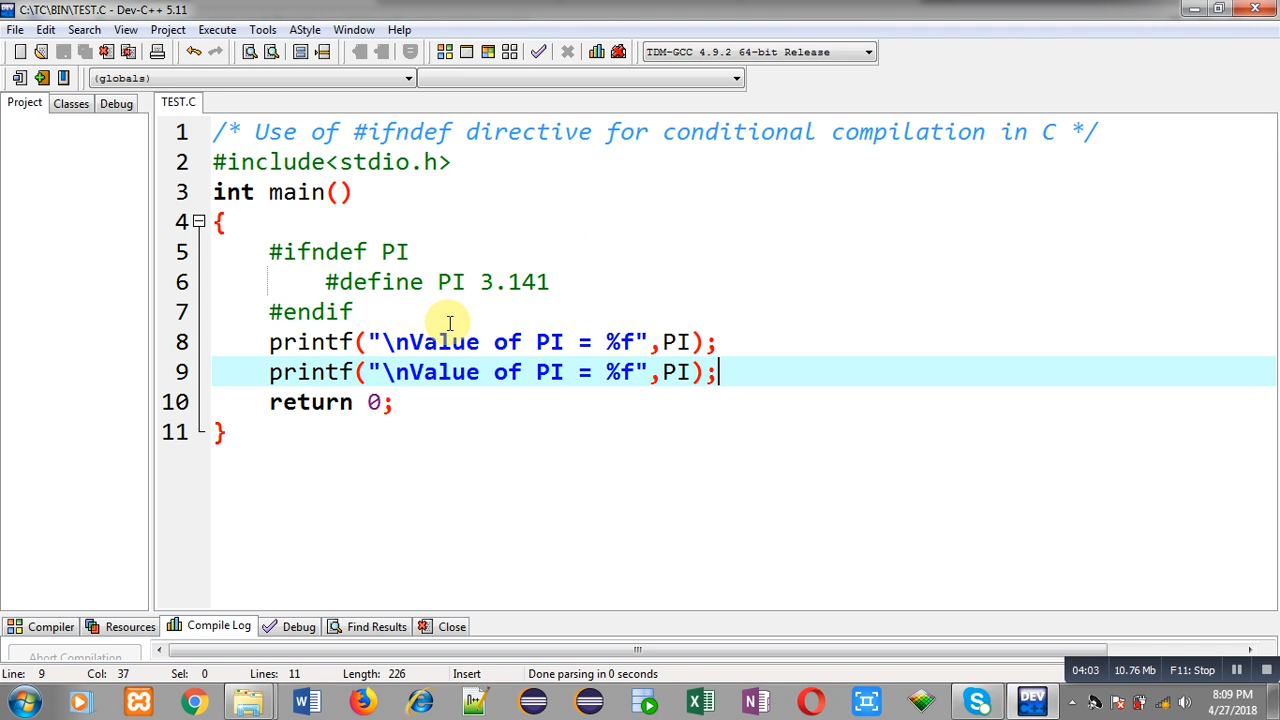 C:\TC\BIN\TEST.C - Dev-C++ 5.11
File Edit Search View Project Execute Tools AStyle Window Help
TDM-GCC 4.9.2 64-bit Release
(globals)
Project Classes Debug TEST.C
1 /* Use of #ifndef directive for conditional compilation in C */
2 #include<stdio.h>
3 int main()
4 {
5 #ifndef PI
6 #define PI 3.141
7 #endif
8 printf("\nValue of PI = %f",PI);
9 printf("\nValue of PI = %f",PI);
10 return 0;
11 }
Compiler Resources Compile Log Debug Find Results Close
Abort Compilation
Line: 9 Col: 37 Sel: 0 Lines: 11 Length: 226 Insert Done parsing in 0 seconds
04:03 10.76 Mb F11: Stop
DEV
8:09 PM
4/27/2018